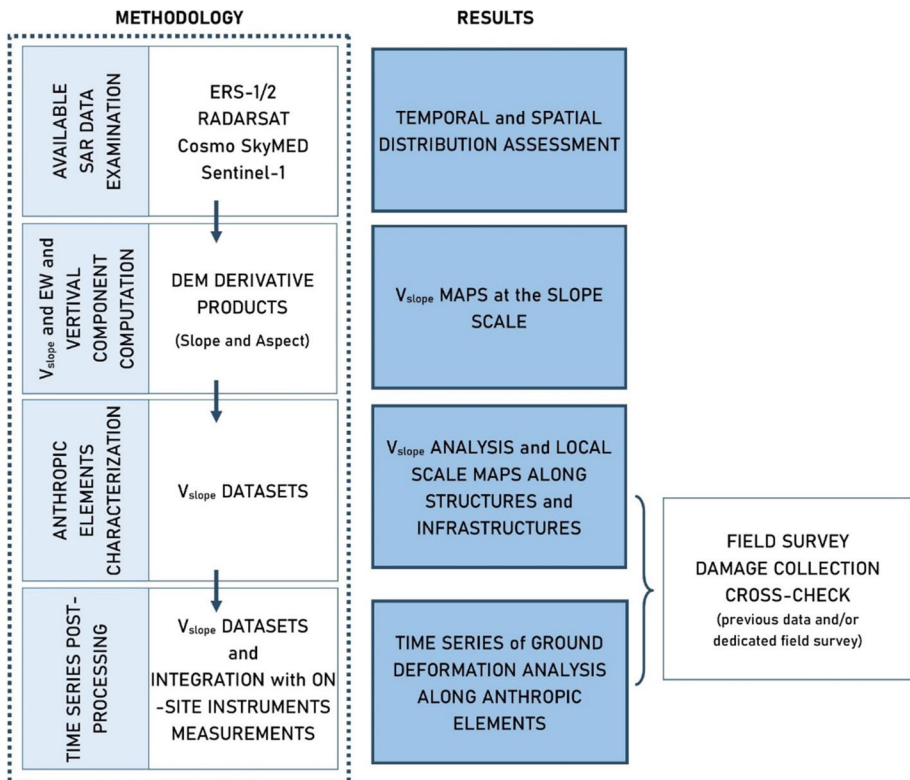 METHODOLOGY
RESULTS
AVAILABLE
SAR DATA
EXAMINATION
ERS-1/2
RADARSAT
Cosmo SkyMED
Sentinel-1
TEMPORAL and SPATIAL
DISTRIBUTION ASSESSMENT
Vslope and EW and
VERTIVAL
COMPONENT
COMPUTATION
DEM DERIVATIVE
PRODUCTS
(Slope and Aspect)
Vslope MAPS at the SLOPE
SCALE
ANTHROPIC
ELEMENTS
CHARACTERIZATION
Vslope DATASETS
Vslope ANALYSIS and LOCAL
SCALE MAPS ALONG
STRUCTURES and
INFRASTRUCTURES
TIME SERIES POST-
PROCESSING
Vslope DATASETS
and
INTEGRATION with ON
-SITE INSTRUMENTS
MEASUREMENTS
TIME SERIES of GROUND
DEFORMATION ANALYSIS
ALONG ANTHROPIC
ELEMENTS
FIELD SURVEY
DAMAGE COLLECTION
CROSS-CHECK
(previous data and/or
dedicated field survey)